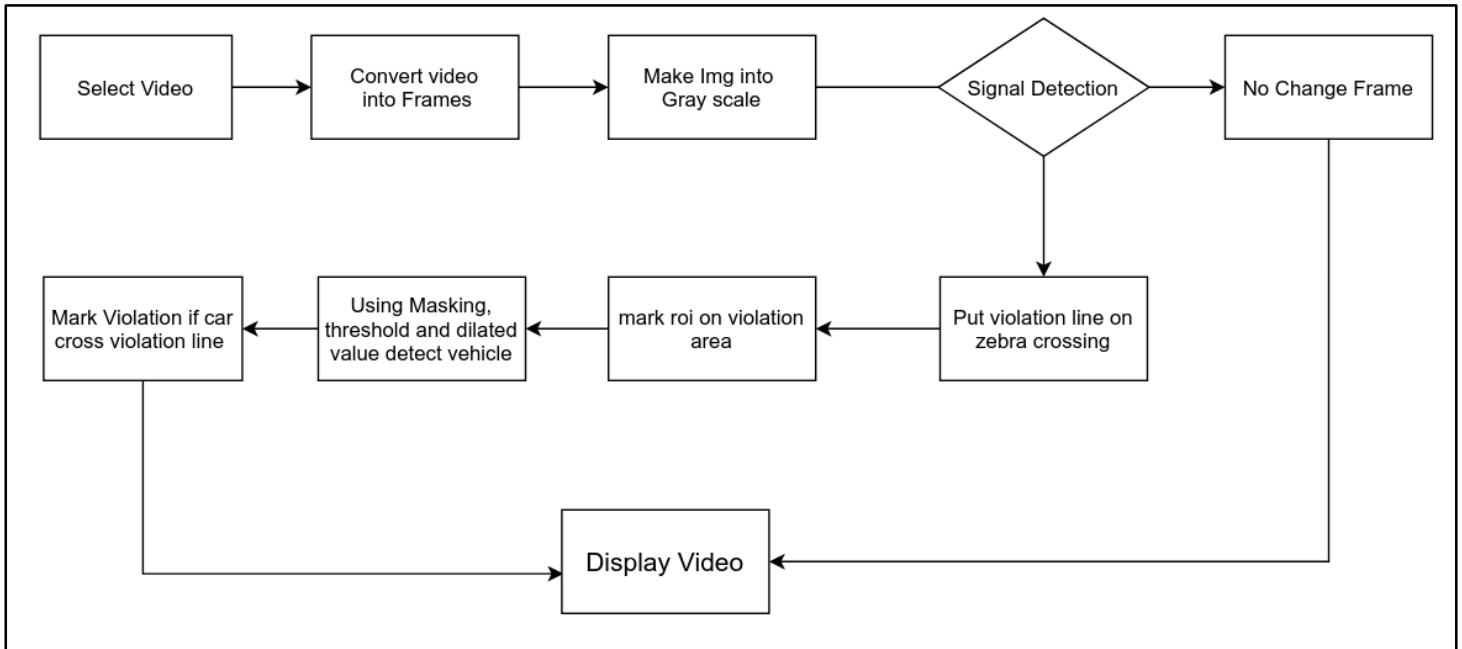 Select Video
Convert video
into Frames
Make Img into
Gray scale
Signal Detection
No Change Frame
Mark Violation if car
cross violation line
Using Masking,
threshold and dilated
value detect vehicle
mark roi on violation
area
Put violation line on
zebra crossing
Display Video